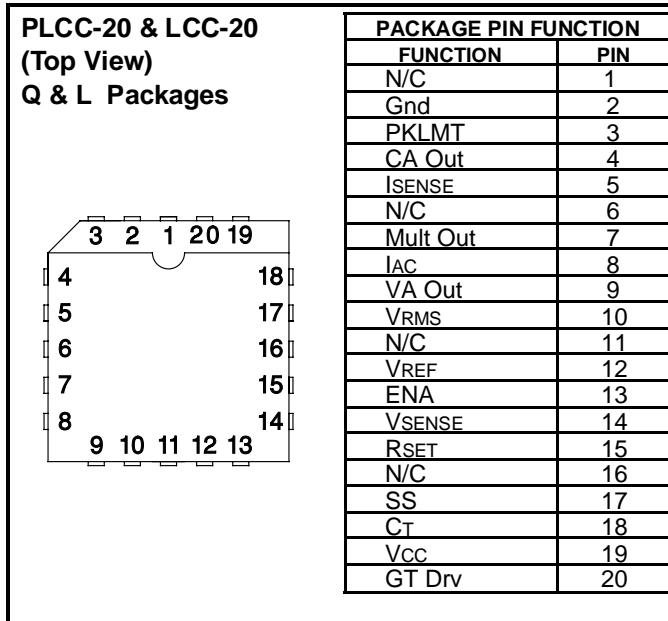 PLCC-20 & LCC-20
(Top View)
Q & L Packages
3 2 1 20 19
4 18
5 17
6 16
7 15
8 14
9 10 11 12 13
PACKAGE PIN FUNCTION
FUNCTION PIN
N/C 1
Gnd 2
PKLMT 3
CA Out 4
ISENSE 5
N/C 6
Mult Out 7
IAC 8
VA Out 9
VRMS 10
N/C 11
VREF 12
ENA 13
VSENSE 14
RSET 15
N/C 16
SS 17
CT 18
VCC 19
GT Drv 20